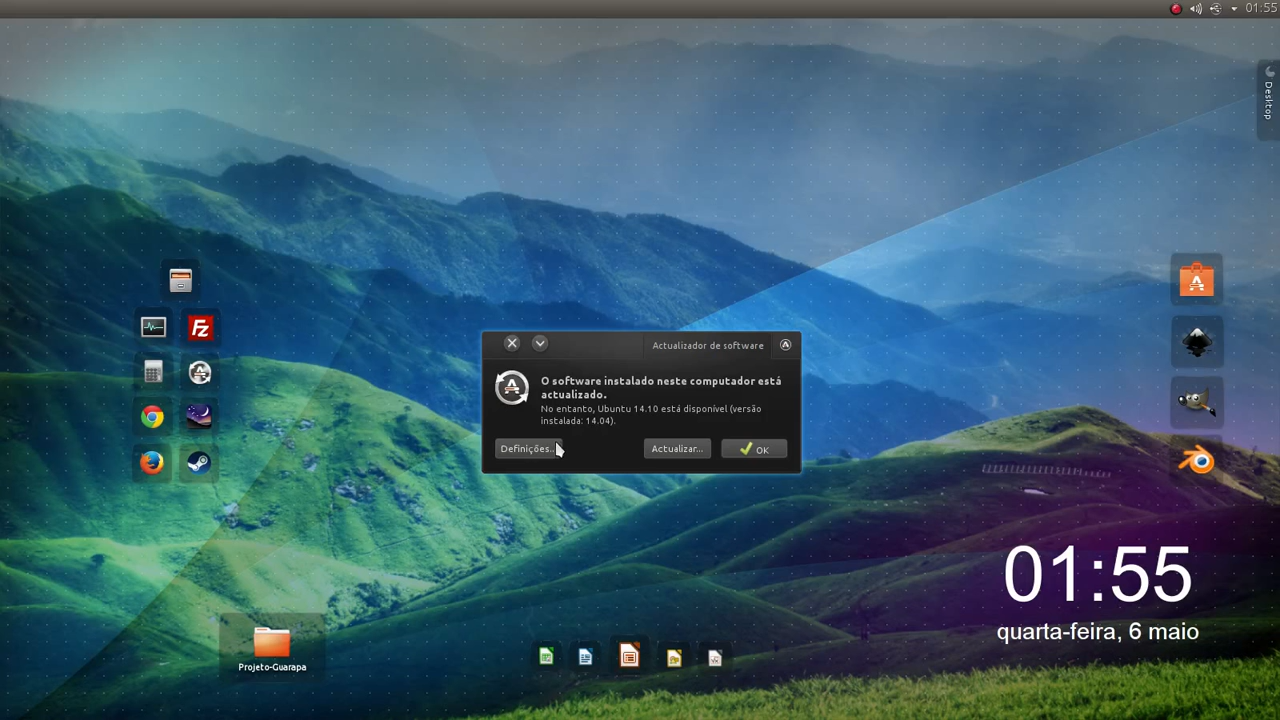 01:55
Desktop
Actualizador de software
O software instalado neste computador está
actualizado.
No entanto, Ubuntu 14.10 está disponível (versão
instalada: 14.04).
Definições...
Actualizar...
OK
Fz
01:55
quarta-feira, 6 maio
Projeto-Guarapa